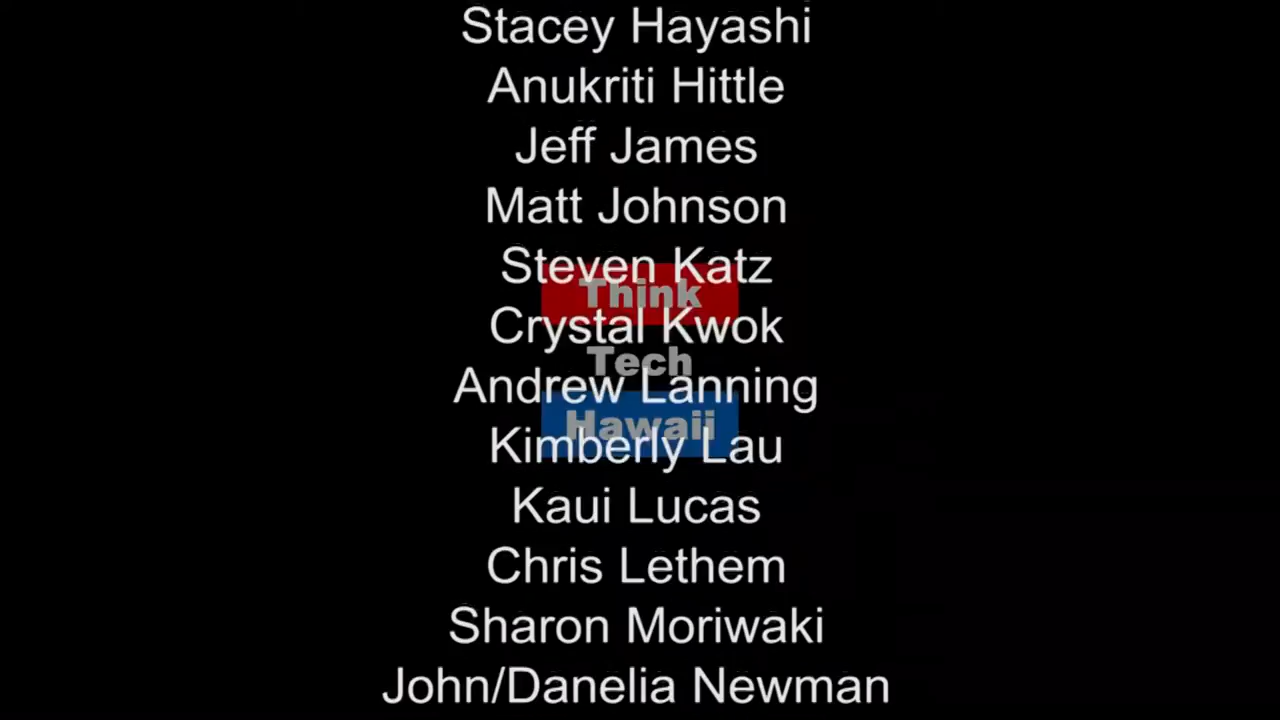 Stacey Hayashi
Anukriti Hittle
Jeff James
Matt Johnson
Steven Katz
Think
Crystal Kwok
Tech
Andrew Lanning
Hawaii
Kimberly Lau
Kaui Lucas
Chris Lethem
Sharon Moriwaki
John/Danelia Newman